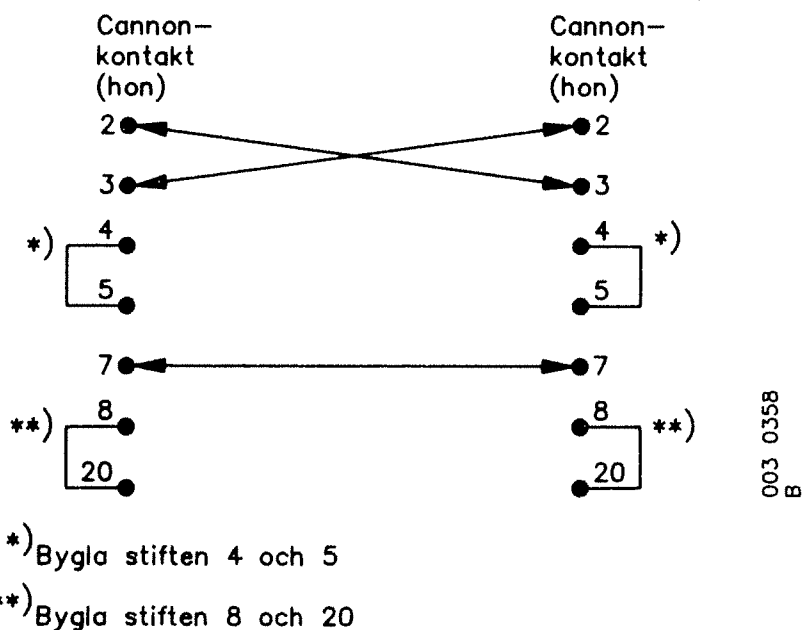 Cannon-
kontakt
(hon)
Cannon-
kontakt
(hon)
2 2
3 3
*) 4 4 *)
5 5
7 7
**) 8 8 **)
20 20
003 0358
B
*) Bygla stiften 4 och 5
**) Bygla stiften 8 och 20